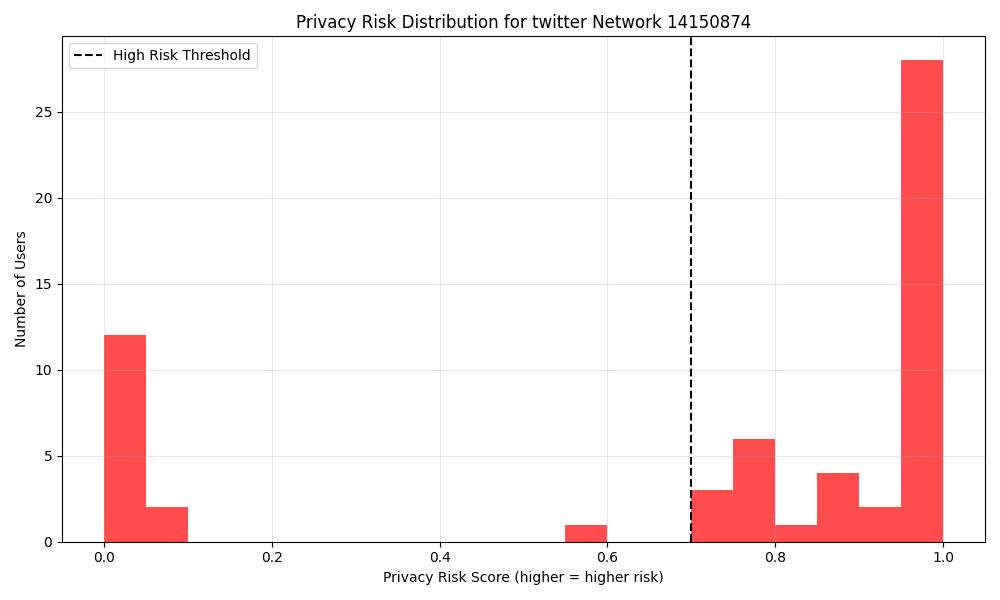 Privacy Risk Distribution for twitter Network 14150874
High Risk Threshold
Number of Users
25
20
15
10
5
0
0.0 0.2 0.4 0.6 0.8 1.0
Privacy Risk Score (higher = higher risk)